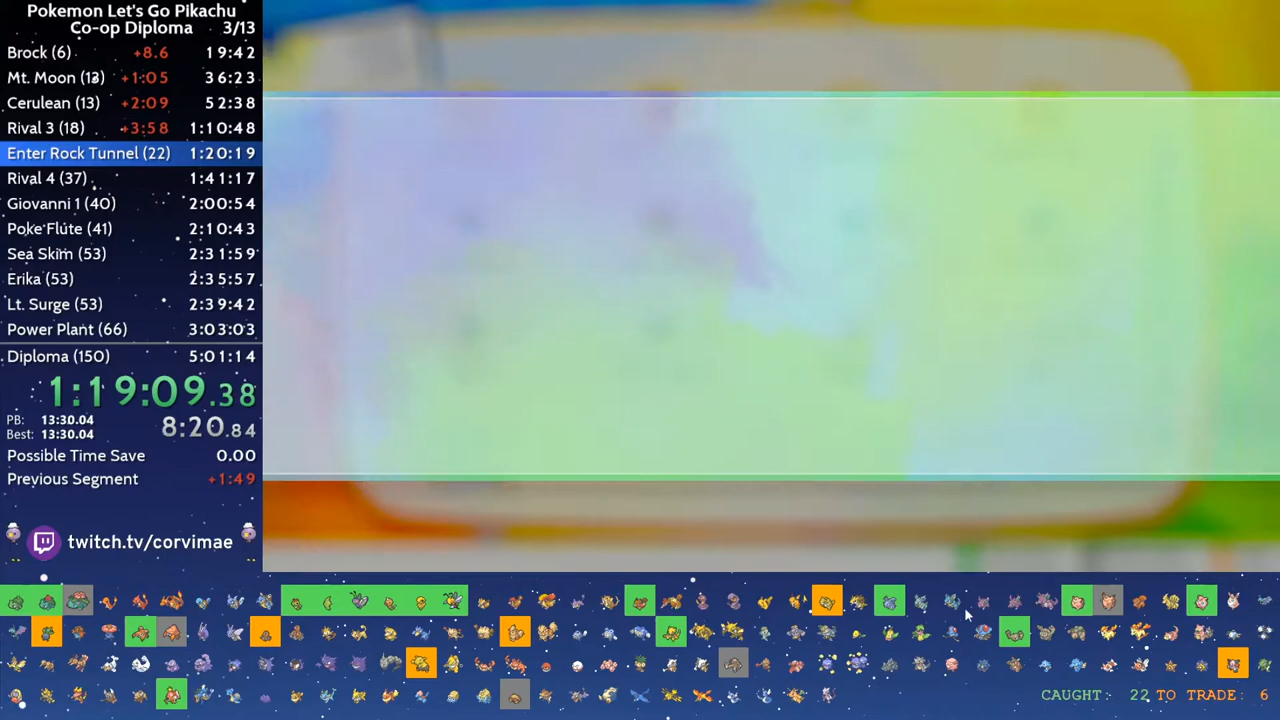 Pokemon Let's Go Pikachu
Co-op Diploma 3/13
Brock (6) +8.6 19:42
Mt. Moon (13) +1:05 36:23
Cerulean (13) +2:09 52:38
Rival 3 (18) +3:58 1:10:48
Enter Rock Tunnel (22) 1:20:19
Rival 4 (37) 1:41:17
Giovanni 1 (40) 2:00:54
Poke Flute (41) 2:10:43
Sea Skim (53) 2:31:59
Erika (53) 2:35:57
Lt. Surge (53) 2:39:42
Power Plant (66) 3:03:03
Diploma (150) 5:01:14
1:19:09.38
PB: 13:30.04
Best: 13:30.04
8:20.84
Possible Time Save 0.00
Previous Segment +1:49
twitch.tv/corvimae
CAUGHT: 22 TO TRADE: 6